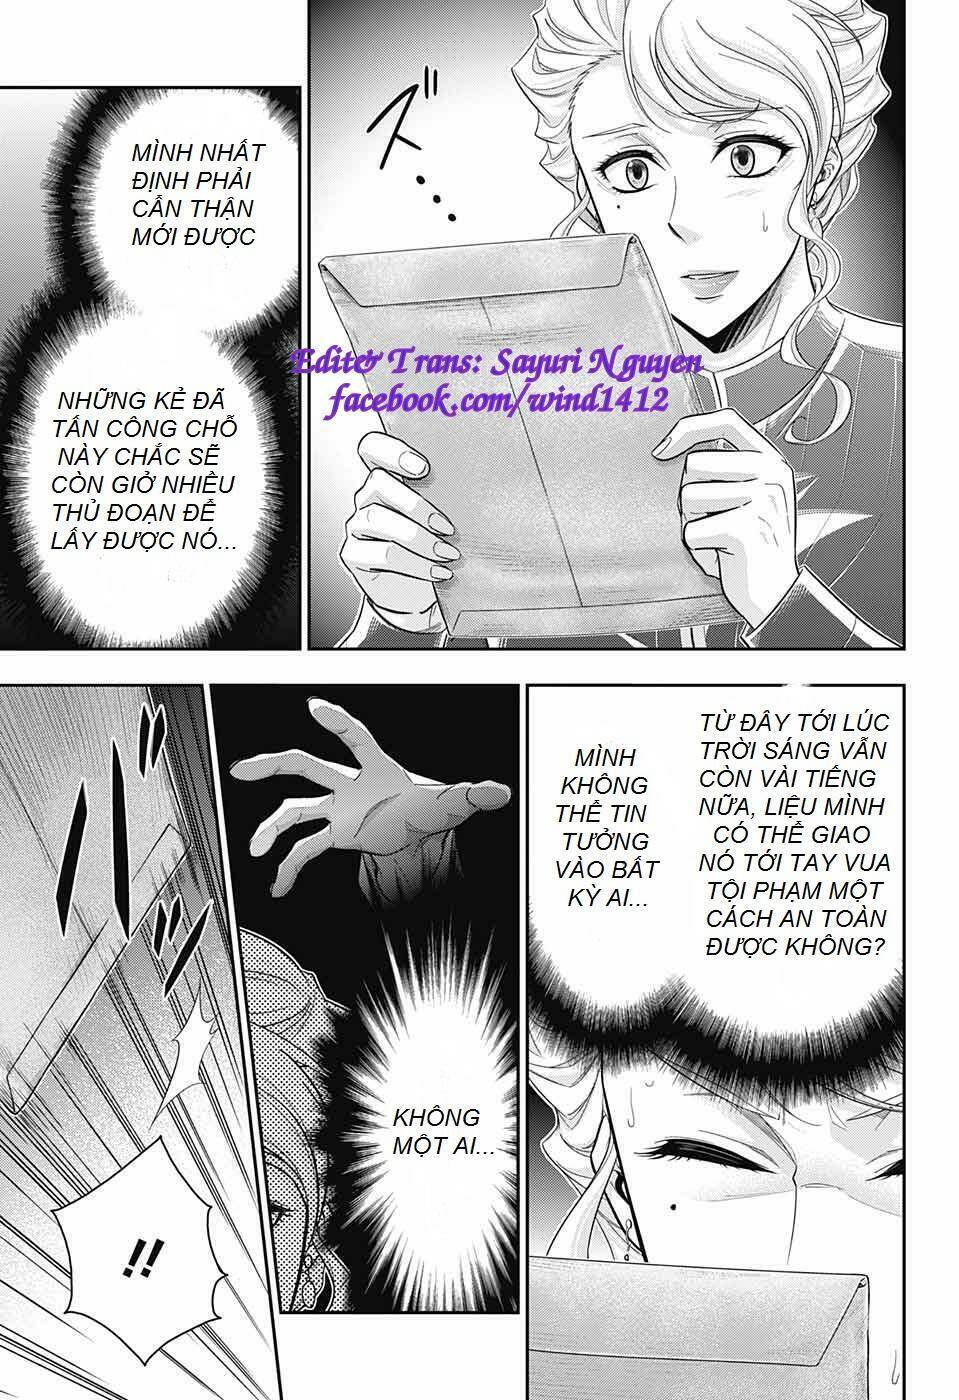 ス…
MÌNH NHẤT
ĐỊNH PHẢI
CẨN THẬN
MỚI ĐƯỢC
NHỮNG KẺ ĐÃ
TẤN CÔNG CHỖ
NÀY CHẮC SẼ
CÒN GIỞ NHIỀU
THỦ ĐOẠN ĐỂ
LẤY ĐƯỢC NÓ...
Edit& Trans: Sayuri Nguyen
facebook.com/wind1412
TỪ ĐÂY TỚI LÚC
TRỜI SÁNG VẪN
CÒN VÀI TIẾNG
NỮA, LIỆU MÌNH
CÓ THỂ GIAO
NÓ TỚI TAY VUA
TỘI PHẠM MỘT
CÁCH AN TOÀN
ĐƯỢC KHÔNG?
MÌNH
KHÔNG
THỂ TIN
TƯỞNG
VÀO BẤT
KỲ AI...
KHÔNG
MỘT AI...
!!